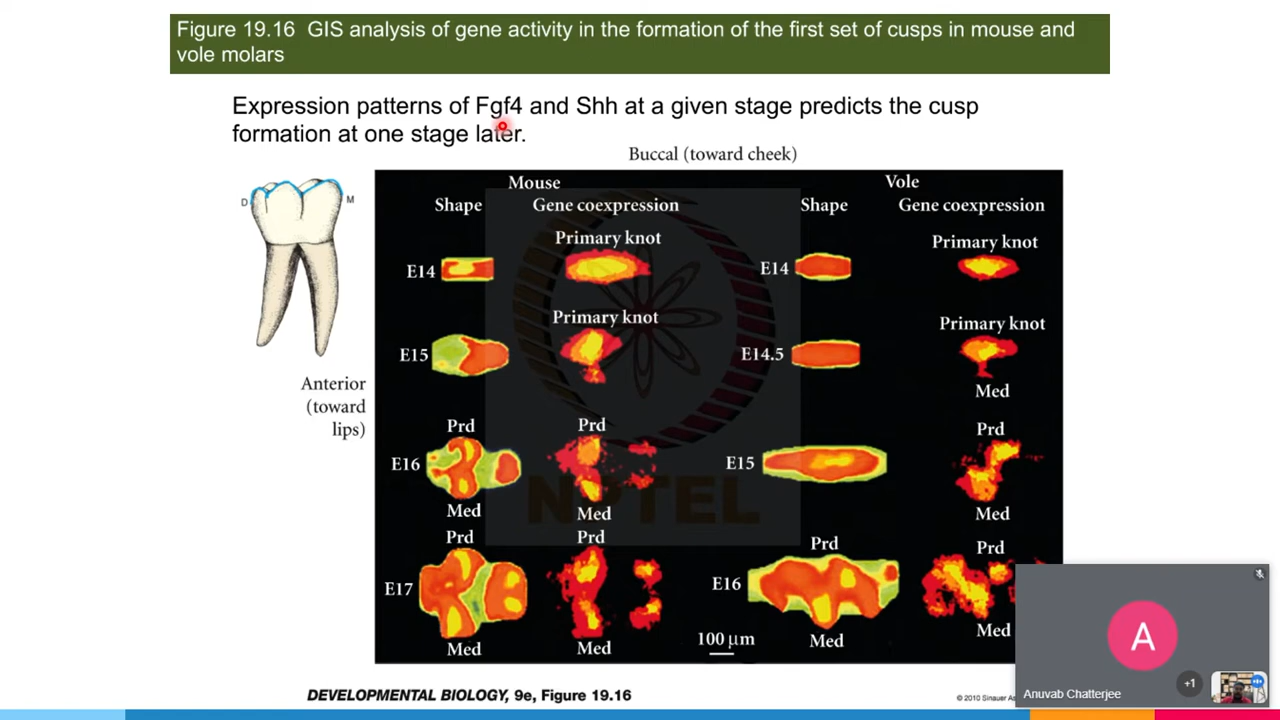 Figure 19.16 GIS analysis of gene activity in the formation of the first set of cusps in mouse and
vole molars
Expression patterns of Fgf4 and Shh at a given stage predicts the cusp
formation at one stage later.
Buccal (toward cheek)
D
M
Anterior
(toward
lips)
Mouse
Vole
Shape
Gene coexpression
Shape
Gene coexpression
Primary knot
Primary knot
E14
E14
Primary knot
Primary knot
E15
E14.5
Med
Prd
Prd
Prd
E16
E15
Med
Med
Med
Prd
Prd
Prd
Prd
E17
E16
Med
Med
100 µm
Med
Med
NPTEL
DEVELOPMENTAL BIOLOGY, 9e, Figure 19.16
© 2010 Sinauer
A
+1
Anuvab Chatterjee